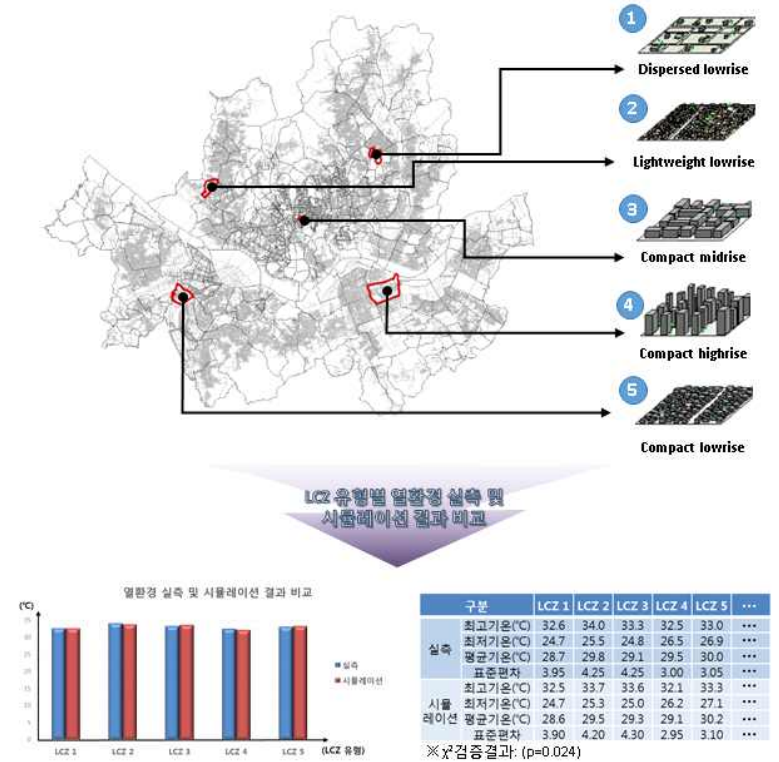 1
Dispersed lowrise
2
Lightweight lowrise
3
Compact midrise
4
Compact highrise
5
Compact lowrise
LCZ 유형별 열환경 실측 및
시뮬레이션 결과 비교
열환경 실측 및 시뮬레이션 결과 비교
(℃)
35
30
25
20
15
10
5
0
실측
시뮬레이션
LCZ 1 LCZ 2 LCZ 3 LCZ 4 LCZ 5 (LCZ 유형)
구분 LCZ 1 LCZ 2 LCZ 3 LCZ 4 LCZ 5 ⋯
실측
최고기온(℃) 32.6 34.0 33.3 32.5 33.0 ⋯
최저기온(℃) 24.7 25.5 24.8 26.5 26.9 ⋯
평균기온(℃) 28.7 29.8 29.1 29.5 30.0 ⋯
표준편차 3.95 4.25 4.25 3.00 3.05 ⋯
시뮬
레이션
최고기온(℃) 32.5 33.7 33.6 32.1 33.3 ⋯
최저기온(℃) 24.7 25.3 25.0 26.2 27.1 ⋯
평균기온(℃) 28.6 29.5 29.3 29.1 30.2 ⋯
표준편차 3.90 4.20 4.30 2.95 3.10 ⋯
※ χ²검증결과: (p=0.024)